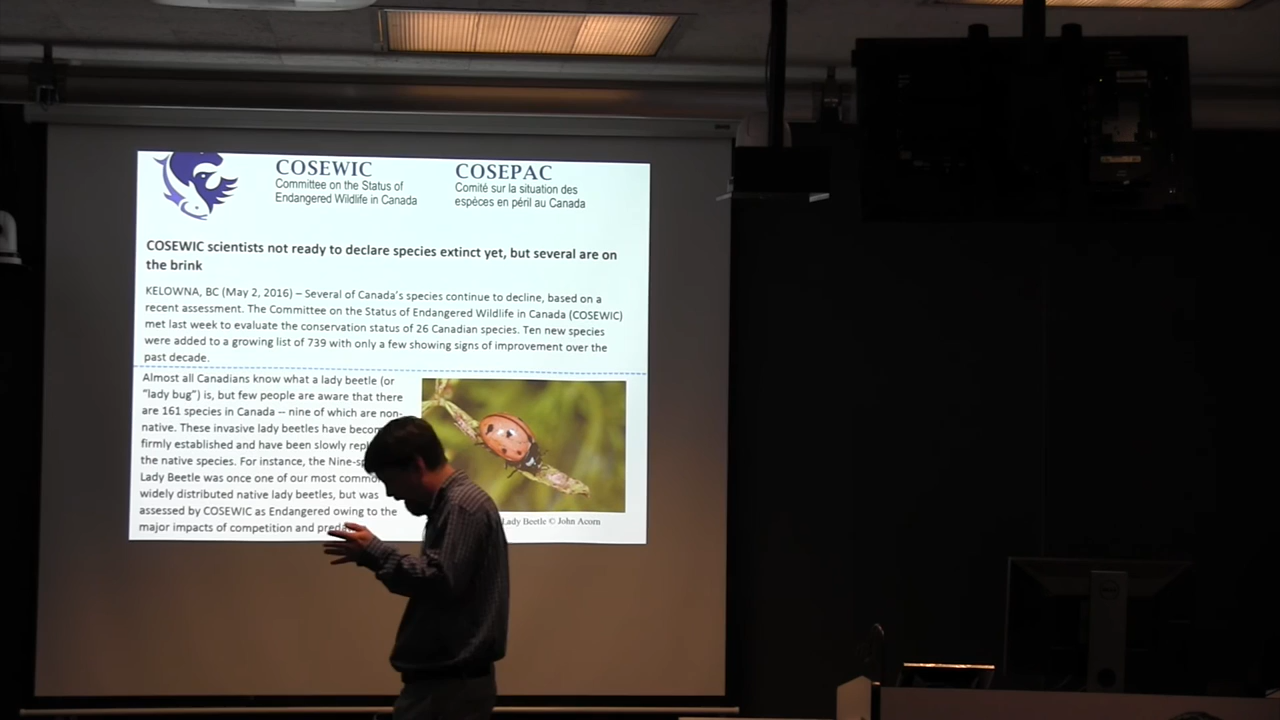 COSEWIC
Committee on the Status of
Endangered Wildlife in Canada
COSEPAC
Comité sur la situation des
espèces en péril au Canada
COSEWIC scientists not ready to declare species extinct yet, but several are on
the brink
KELOWNA, BC (May 2, 2016) – Several of Canada's species continue to decline, based on a
recent assessment. The Committee on the Status of Endangered Wildlife in Canada (COSEWIC)
met last week to evaluate the conservation status of 26 Canadian species. Ten new species
were added to a growing list of 739 with only a few showing signs of improvement over the
past decade.
Almost all Canadians know what a lady beetle (or
"lady bug") is, but few people are aware that there
are 161 species in Canada – nine of which are non-
native. These invasive lady beetles have
firmly established and have been slowly
the native species. For instance, the
Lady Beetle was once one of our most
widely distributed native lady beetles, but was
assessed by COSEWIC as Endangered owing to the
major impacts of competition and
Lady Beetle © John Acorn